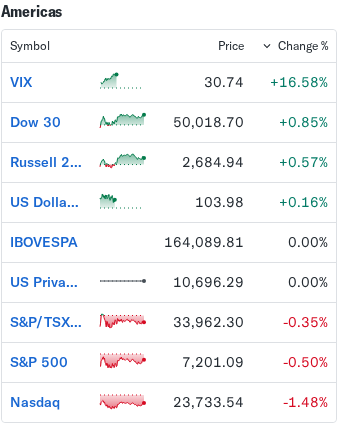 Americas
Symbol Price Change %
VIX 30.74 +16.58%
Dow 30 50,018.70 +0.85%
Russell 2... 2,684.94 +0.57%
US Dolla... 103.98 +0.16%
IBOVESPA 164,089.81 0.00%
US Priva... 10,696.29 0.00%
S&P/TSX... 33,962.30 -0.35%
S&P 500 7,201.09 -0.50%
Nasdaq 23,733.54 -1.48%